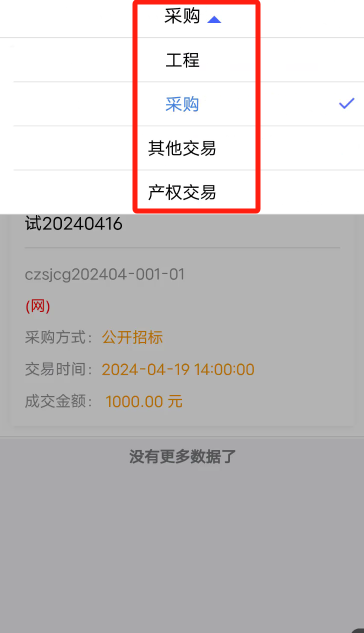 采购
工程
采购
其他交易
产权交易
试20240416
czsjcg202404-001-01
(网)
采购方式：公开招标
交易时间：2024-04-19 14:00:00
成交金额： 1000.00 元
没有更多数据了